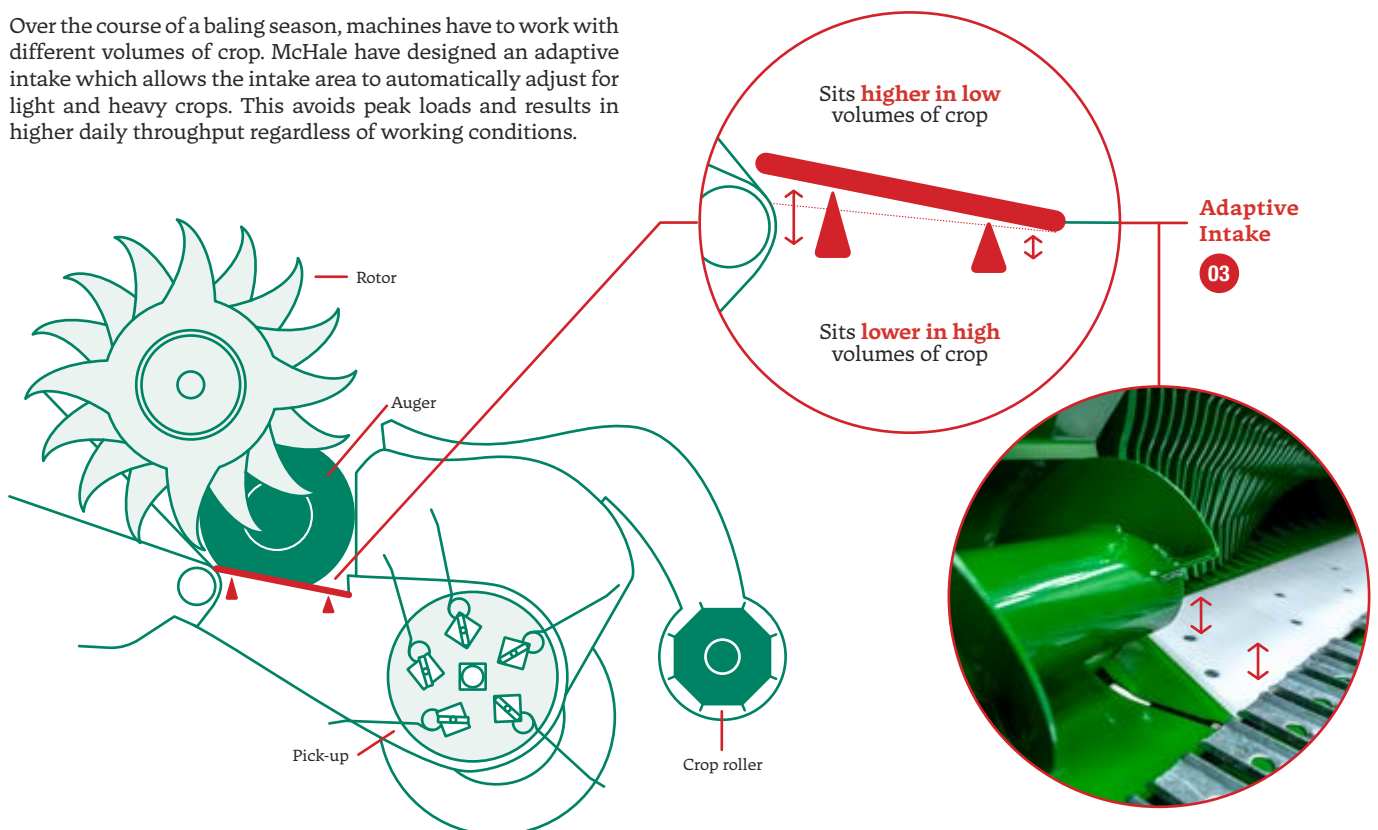 Over the course of a baling season, machines have to work with
different volumes of crop. McHale have designed an adaptive
intake which allows the intake area to automatically adjust for
light and heavy crops. This avoids peak loads and results in
higher daily throughput regardless of working conditions.
Sits higher in low
volumes of crop
Adaptive
Intake
03
Sits lower in high
volumes of crop
Rotor
Auger
Pick-up
Crop roller